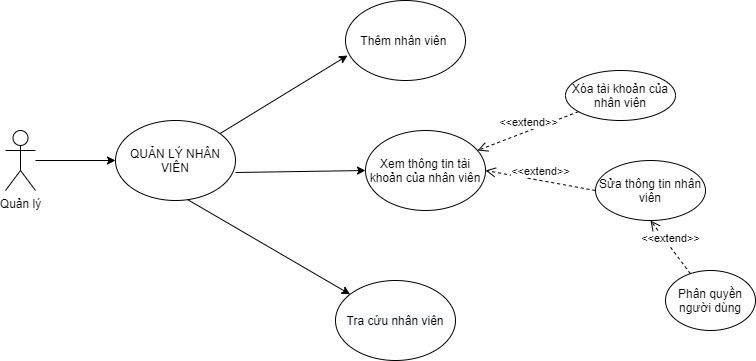 Thêm nhân viên
Xóa tài khoản của
nhân viên
<<extend>>
QUẢN LÝ NHÂN
VIÊN
Xem thông tin tài
khoản của nhân viên
<<extend>>
Sửa thông tin nhân
viên
Quản lý
<<extend>>
Phân quyền
người dùng
Tra cứu nhân viên